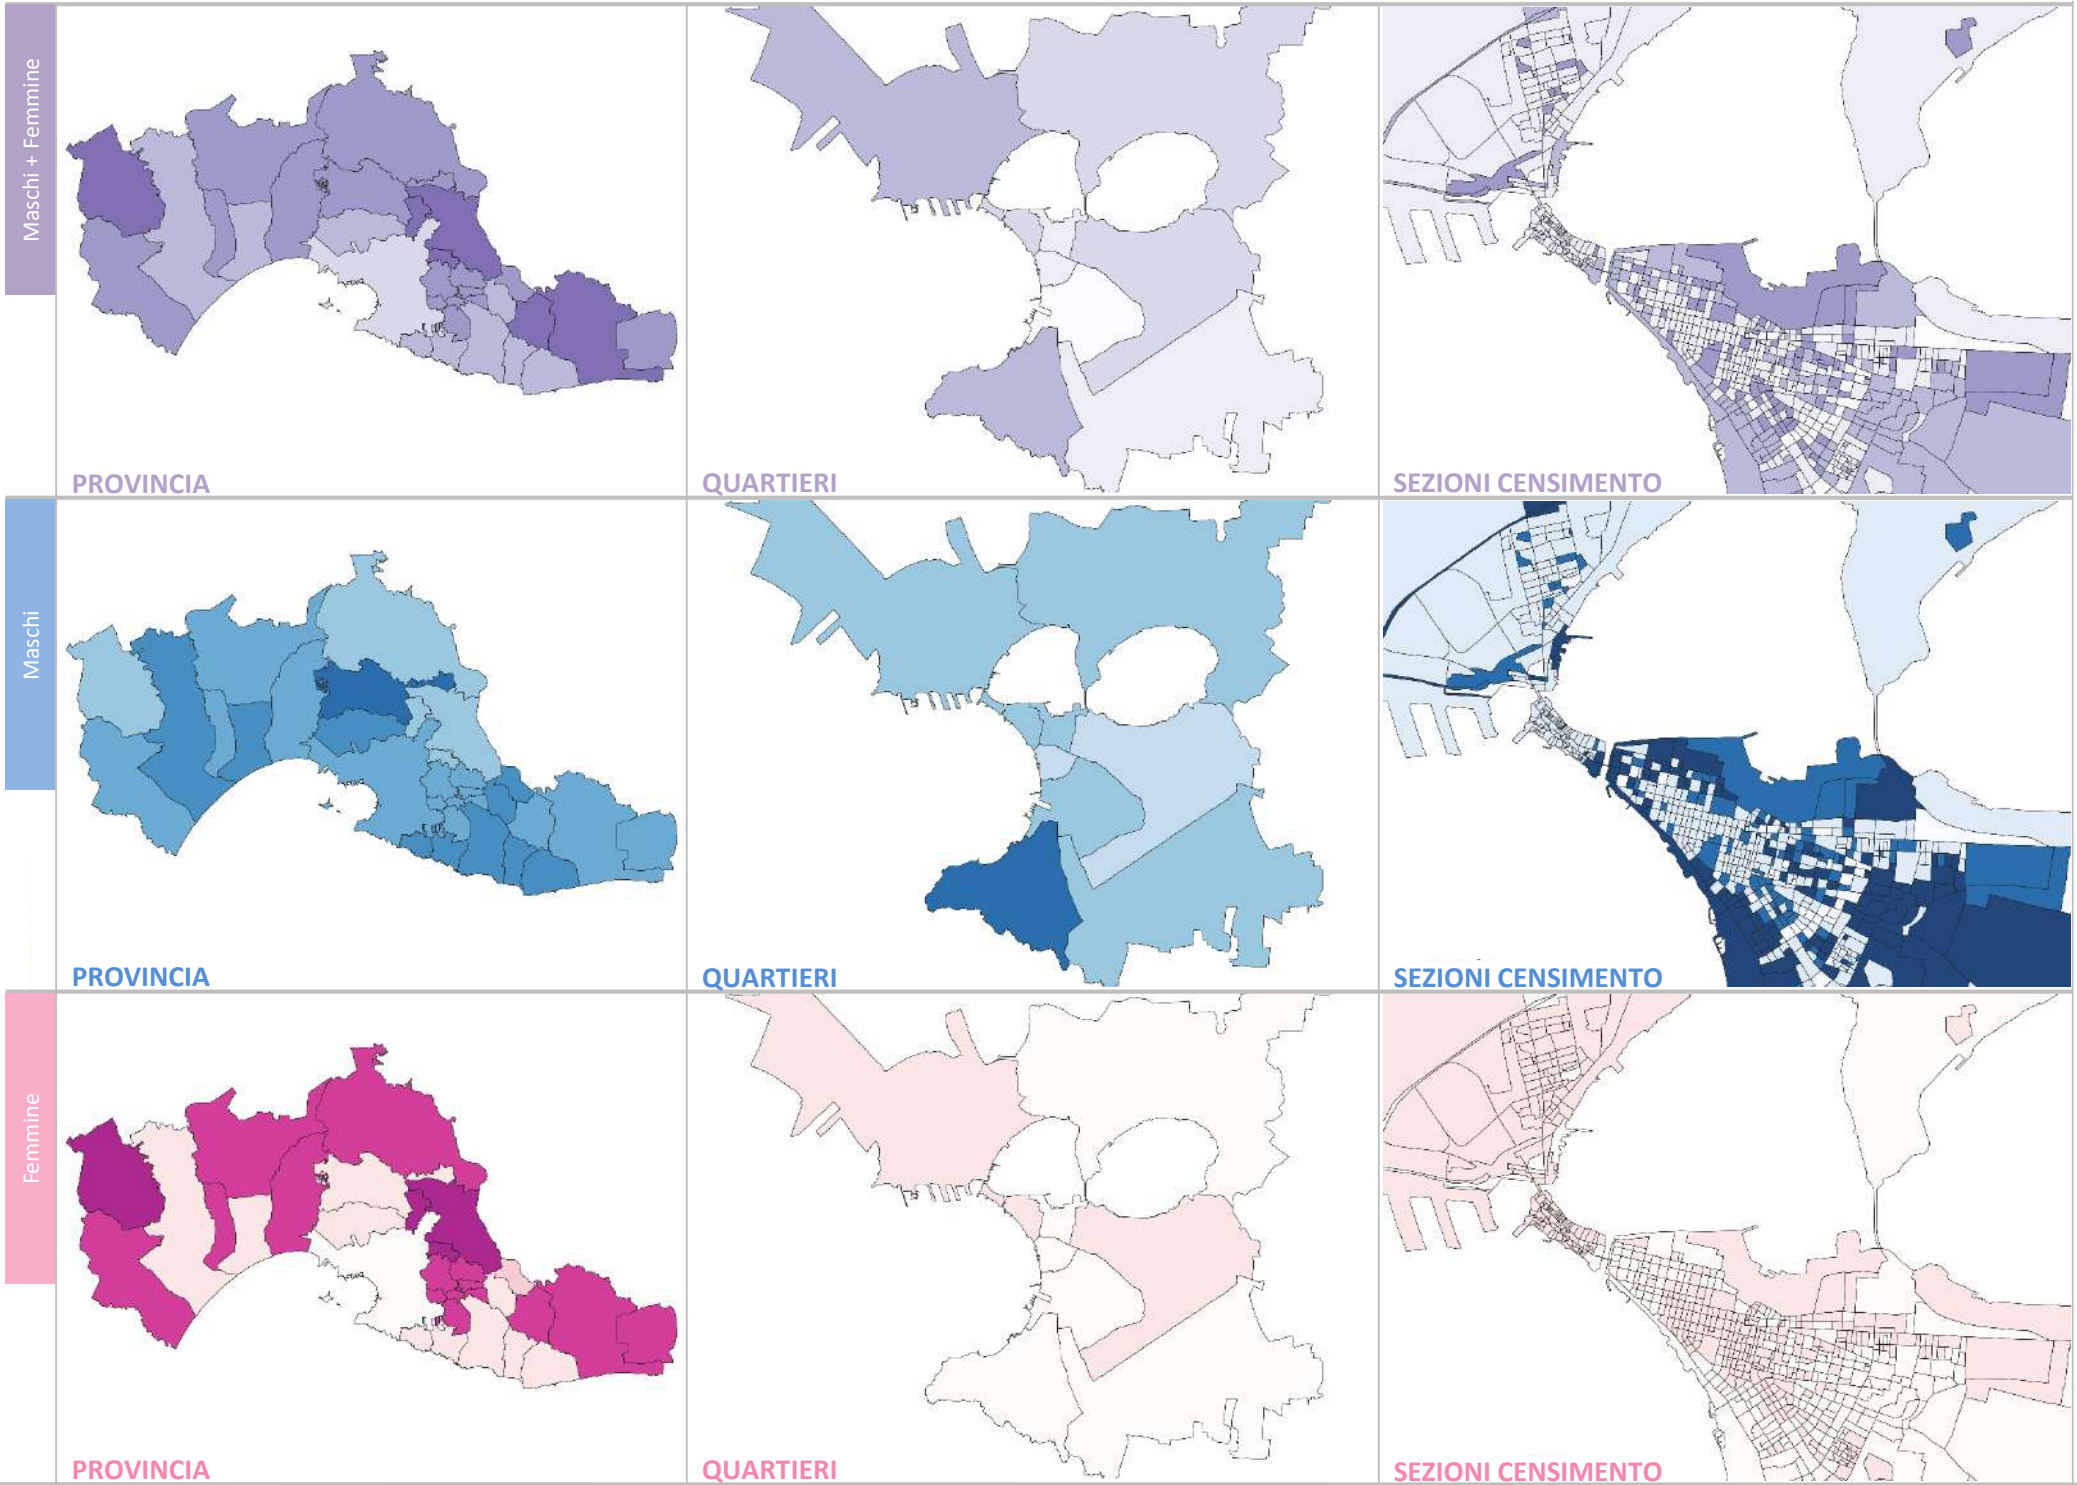 Maschi + Femmine
PROVINCIA
QUARTIERI
SEZIONI CENSIMENTO
Maschi
PROVINCIA
QUARTIERI
SEZIONI CENSIMENTO
Femmine
PROVINCIA
QUARTIERI
SEZIONI CENSIMENTO